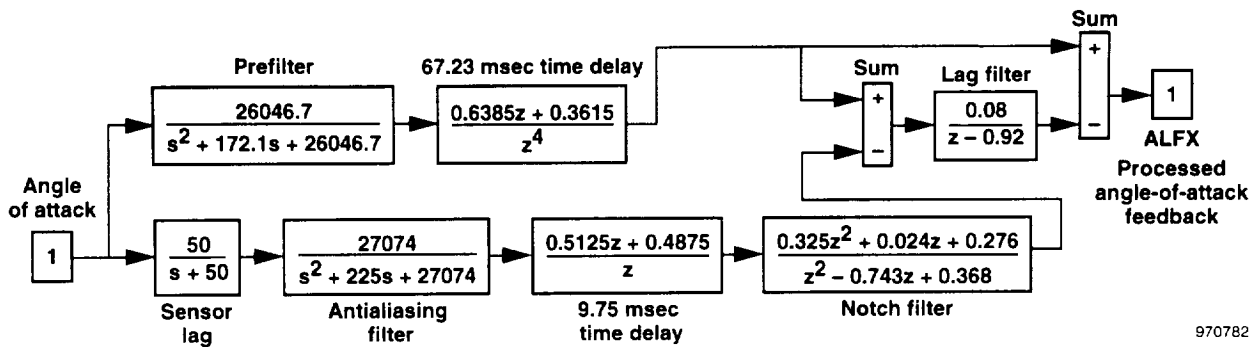 Prefilter
26046.7
s² + 172.1s + 26046.7
67.23 msec time delay
0.6385z + 0.3615
z⁴
Sum
+
−
Lag filter
0.08
z − 0.92
Sum
+
−
1
ALFX
Processed
angle-of-attack
feedback
Angle
of attack
1
50
s + 50
Sensor
lag
27074
s² + 225s + 27074
Antialiasing
filter
0.5125z + 0.4875
z
9.75 msec
time delay
0.325z² + 0.024z + 0.276
z² − 0.743z + 0.368
Notch filter
970782